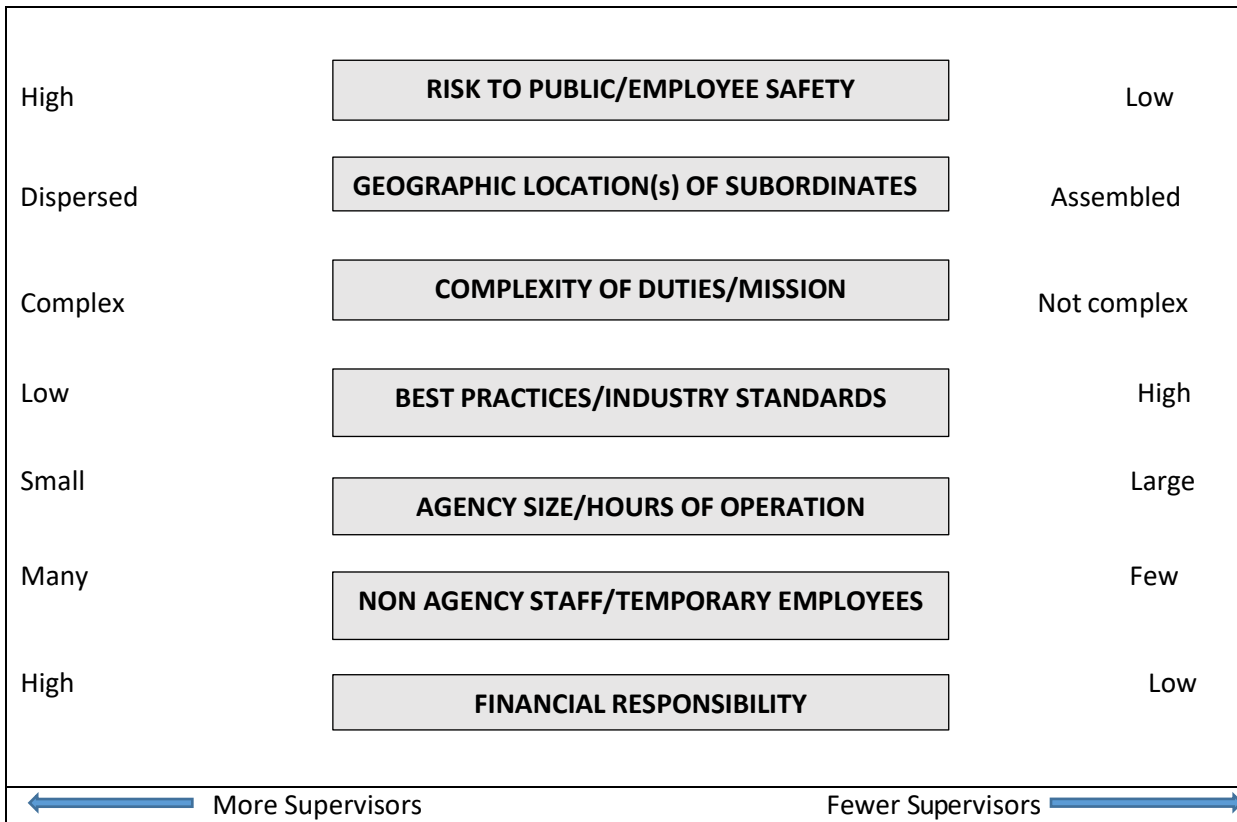 High RISK TO PUBLIC/EMPLOYEE SAFETY Low
Dispersed GEOGRAPHIC LOCATION(s) OF SUBORDINATES Assembled
Complex COMPLEXITY OF DUTIES/MISSION Not complex
Low BEST PRACTICES/INDUSTRY STANDARDS High
Small AGENCY SIZE/HOURS OF OPERATION Large
Many NON AGENCY STAFF/TEMPORARY EMPLOYEES Few
High FINANCIAL RESPONSIBILITY Low
More Supervisors Fewer Supervisors